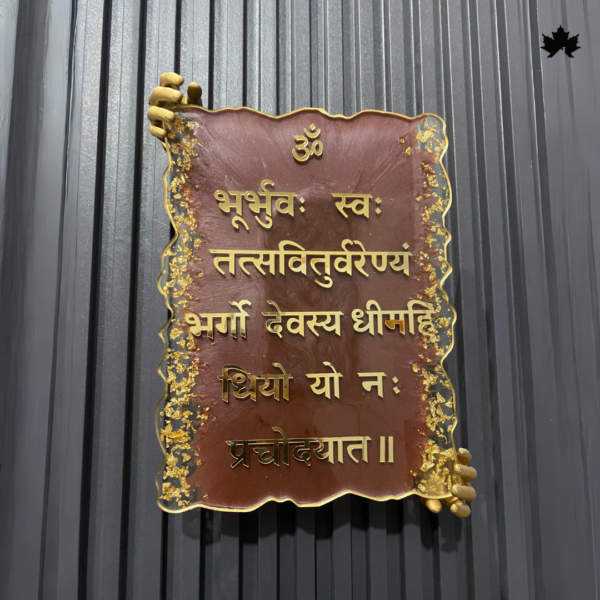 ॐ
भूर्भुवः स्वः
तत्सवितुर्वरेण्यं
भर्गो देवस्य धीमहि
धियो यो नः
प्रचोदयात॥